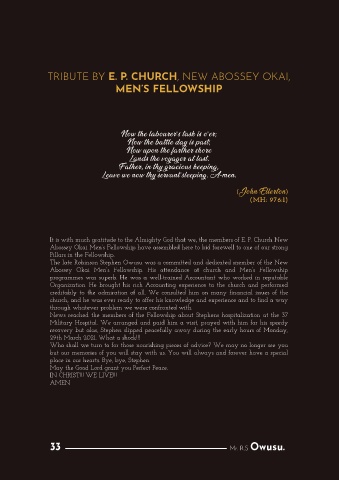 TRIBUTE BY E. P. CHURCH, NEW ABOSSEY OKAI,
MEN'S FELLOWSHIP
Now the labourer's task is o'er;
Now the battle day is past;
Now upon the farther shore
Lands the voyager at last.
Father, in thy gracious keeping,
Leave we now thy servant sleeping. A-men.
(John Ellerton)
(MH: 976:1)
It is with much gratitude to the Almighty God that we, the members of E. P. Church New
Abossey Okai Men's Fellowship have assembled here to bid farewell to one of our strong
Pillars in the Fellowship.
The late Robinson Stephen Owusu was a committed and dedicated member of the New
Abossey Okai Men's Fellowship. His attendance at church and Men's Fellowship
programmes was superb. He was a well-trained Accountant who worked in reputable
Organization. He brought his rich Accounting experience to the church and performed
creditably to the admiration of all. We consulted him on many financial issues of the
church, and he was ever ready to offer his knowledge and experience and to find a way
through whatever problem we were confronted with.
News reached the members of the Fellowship about Stephens hospitalization at the 37
Military Hospital. We arranged and paid him a visit, prayed with him for his speedy
recovery but alas, Stephen slipped peacefully away during the early hours of Monday,
29th March 2021. What a shock!!!
Who shall we turn to for those nourishing pieces of advice? We may no longer see you
but our memories of you will stay with us. You will always and forever have a special
place in our hearts. Bye, bye, Stephen.
May the Good Lord grant you Perfect Peace.
IN CHRIST!!! WE LIVE!!!
AMEN
33 Mr. R.S Owusu.